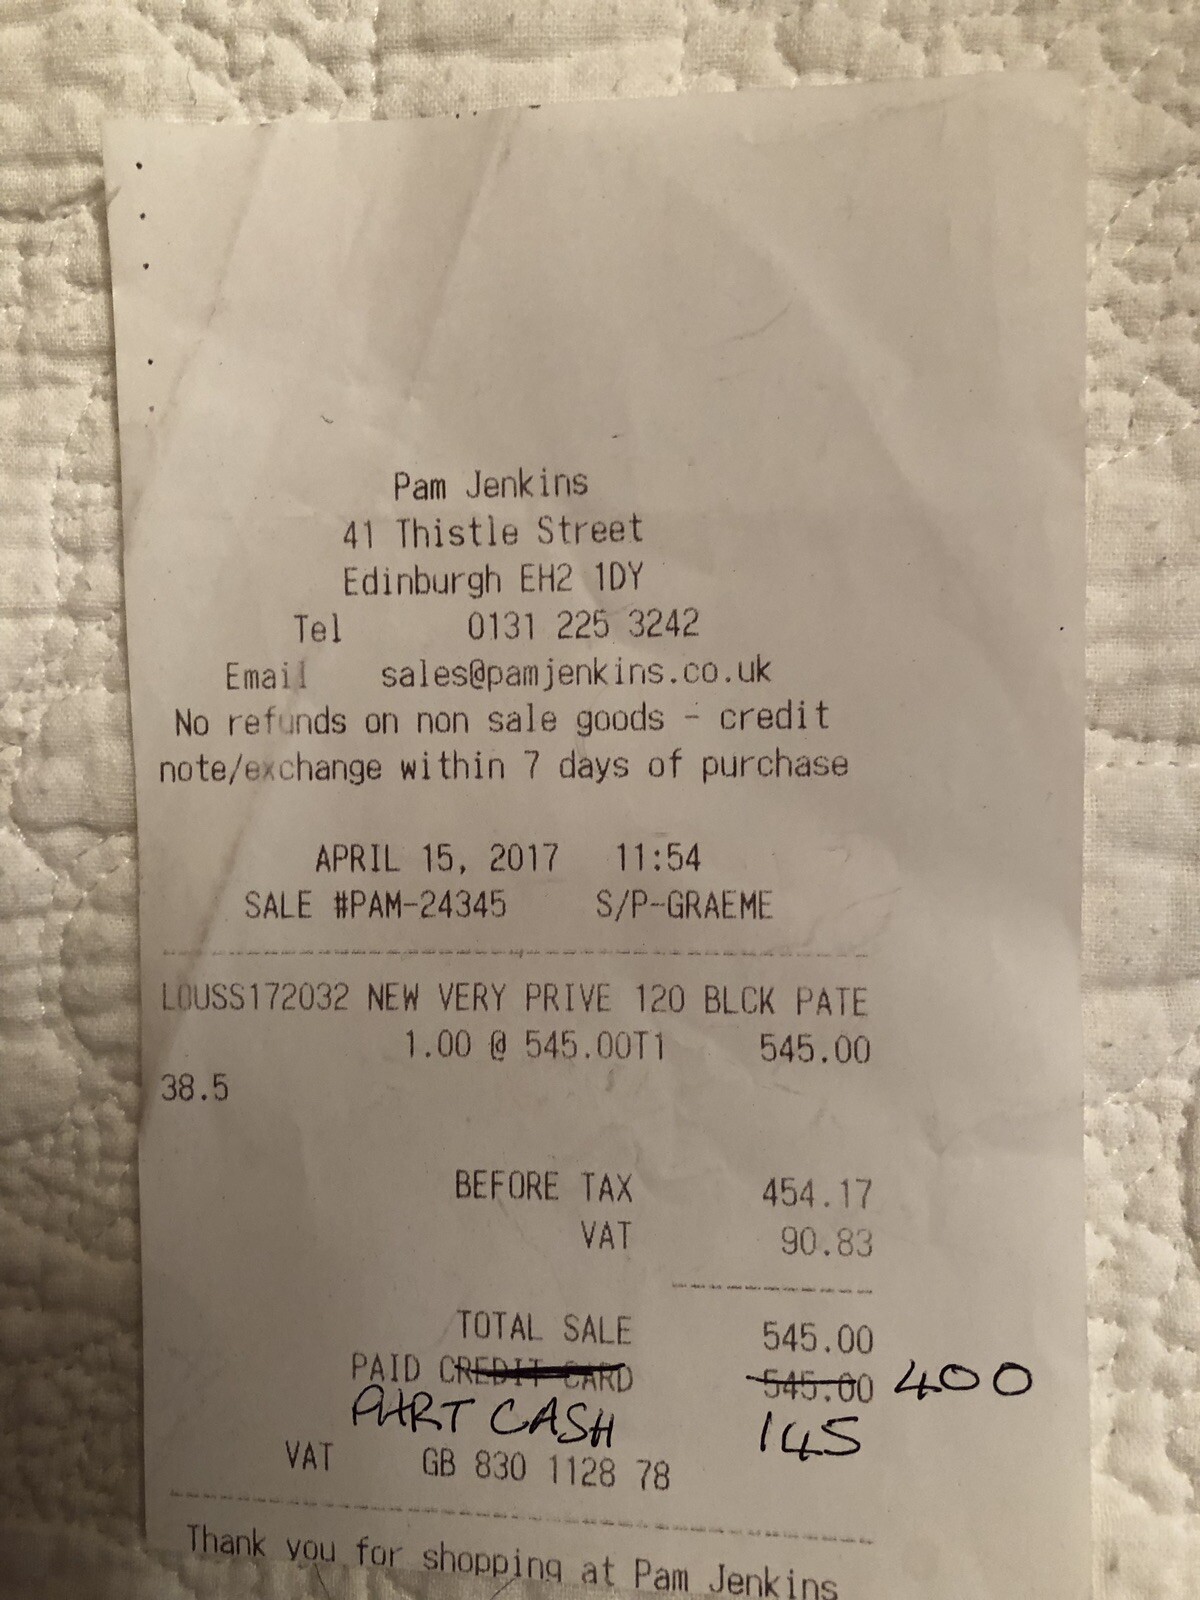 Pam Jenkins
41 Thistle Street
Edinburgh EH2 1DY
Tel 0131 225 3242
Email sales@pamjenkins.co.uk
No refunds on non sale goods - credit
note/exchange within 7 days of purchase
APRIL 15, 2017 11:54
SALE #PAM-24345 S/P-GRAEME
LOUSS172032 NEW VERY PRIVE 120 BLCK PATE
1.00 @ 545.00T1 545.00
38.5
BEFORE TAX 454.17
VAT 90.83
TOTAL SALE 545.00
PAID CREDIT CARD 545.00 400
PART CASH 145
VAT GB 830 1128 78
Thank you for shopping at Pam Jenkins